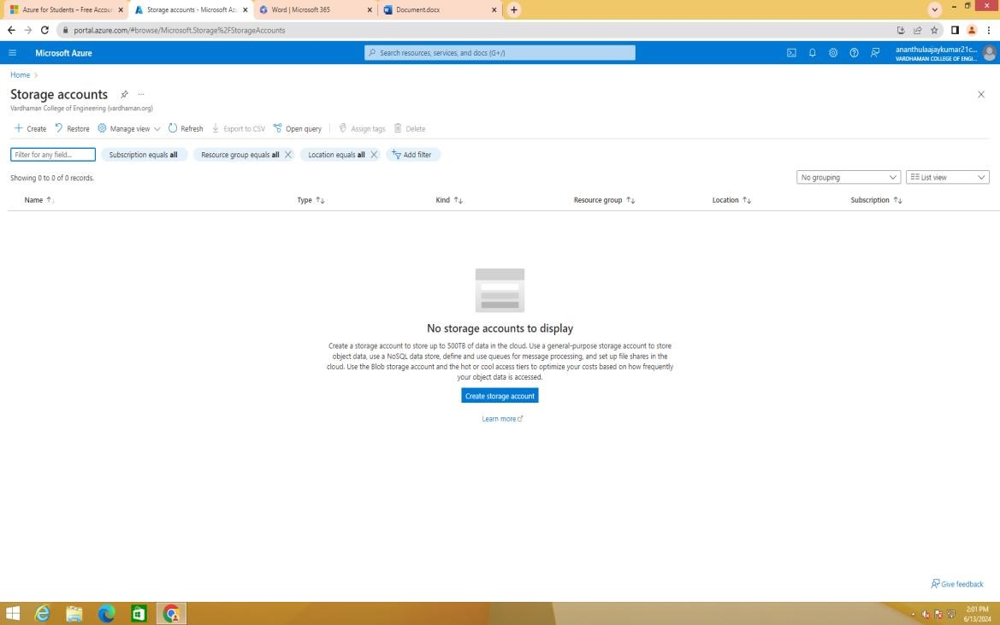 Azure for Students – Free Accoun
Storage accounts - Microsoft Azu
Word | Microsoft 365
Document.docx
portal.azure.com/#browse/Microsoft.Storage%2FStorageAccounts
Microsoft Azure
Search resources, services, and docs (G+/)
ananthulaajaykumar21c...
VARDHAMAN COLLEGE OF ENGI...
Home >
Storage accounts ...
Vardhaman College of Engineering (vardhaman.org)
+ Create Restore Manage view Refresh Export to CSV Open query Assign tags Delete
Filter for any field... Subscription equals all Resource group equals all Location equals all Add filter
Showing 0 to 0 of 0 records.
No grouping List view
Name Type Kind Resource group Location Subscription
No storage accounts to display
Create a storage account to store up to 500TB of data in the cloud. Use a general-purpose storage account to store
object data, use a NoSQL data store, define and use queues for message processing, and set up file shares in the
cloud. Use the Blob storage account and the hot or cool access tiers to optimize your costs based on how frequently
your object data is accessed.
Create storage account
Learn more
Give feedback
2:01 PM
6/13/2024